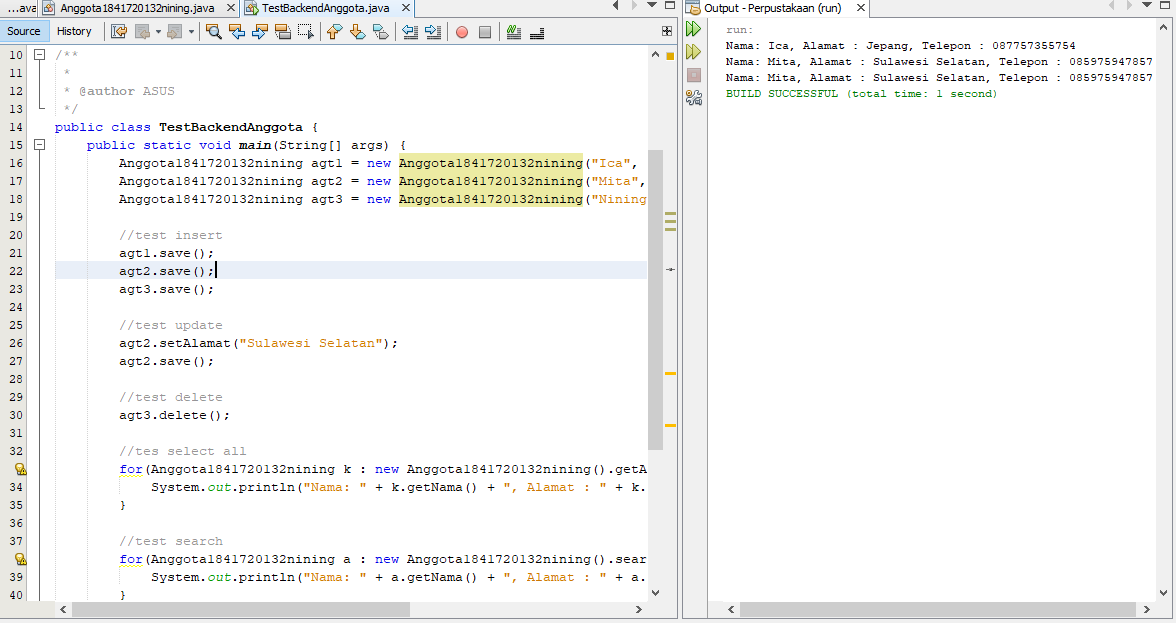 ...ava
Anggota1841720132nining.java
TestBackendAnggota.java
Output - Perpustakaan (run)
Source
History
10 /**
11 *
12 * @author ASUS
13 */
14 public class TestBackendAnggota {
15 public static void main(String[] args) {
16 Anggota1841720132nining agt1 = new Anggota1841720132nining("Ica",
17 Anggota1841720132nining agt2 = new Anggota1841720132nining("Mita",
18 Anggota1841720132nining agt3 = new Anggota1841720132nining("Nining
19
20 //test insert
21 agt1.save();
22 agt2.save();
23 agt3.save();
24
25 //test update
26 agt2.setAlamat("Sulawesi Selatan");
27 agt2.save();
28
29 //test delete
30 agt3.delete();
31
32 //tes select all
for(Anggota1841720132nining k : new Anggota1841720132nining().getA
34 System.out.println("Nama: " + k.getNama() + ", Alamat : " + k.
35 }
36
37 //test search
for(Anggota1841720132nining a : new Anggota1841720132nining().sear
39 System.out.println("Nama: " + a.getNama() + ", Alamat : " + a.
40 }
run:
Nama: Ica, Alamat : Jepang, Telepon : 087757355754
Nama: Mita, Alamat : Sulawesi Selatan, Telepon : 085975947857
Nama: Mita, Alamat : Sulawesi Selatan, Telepon : 085975947857
BUILD SUCCESSFUL (total time: 1 second)